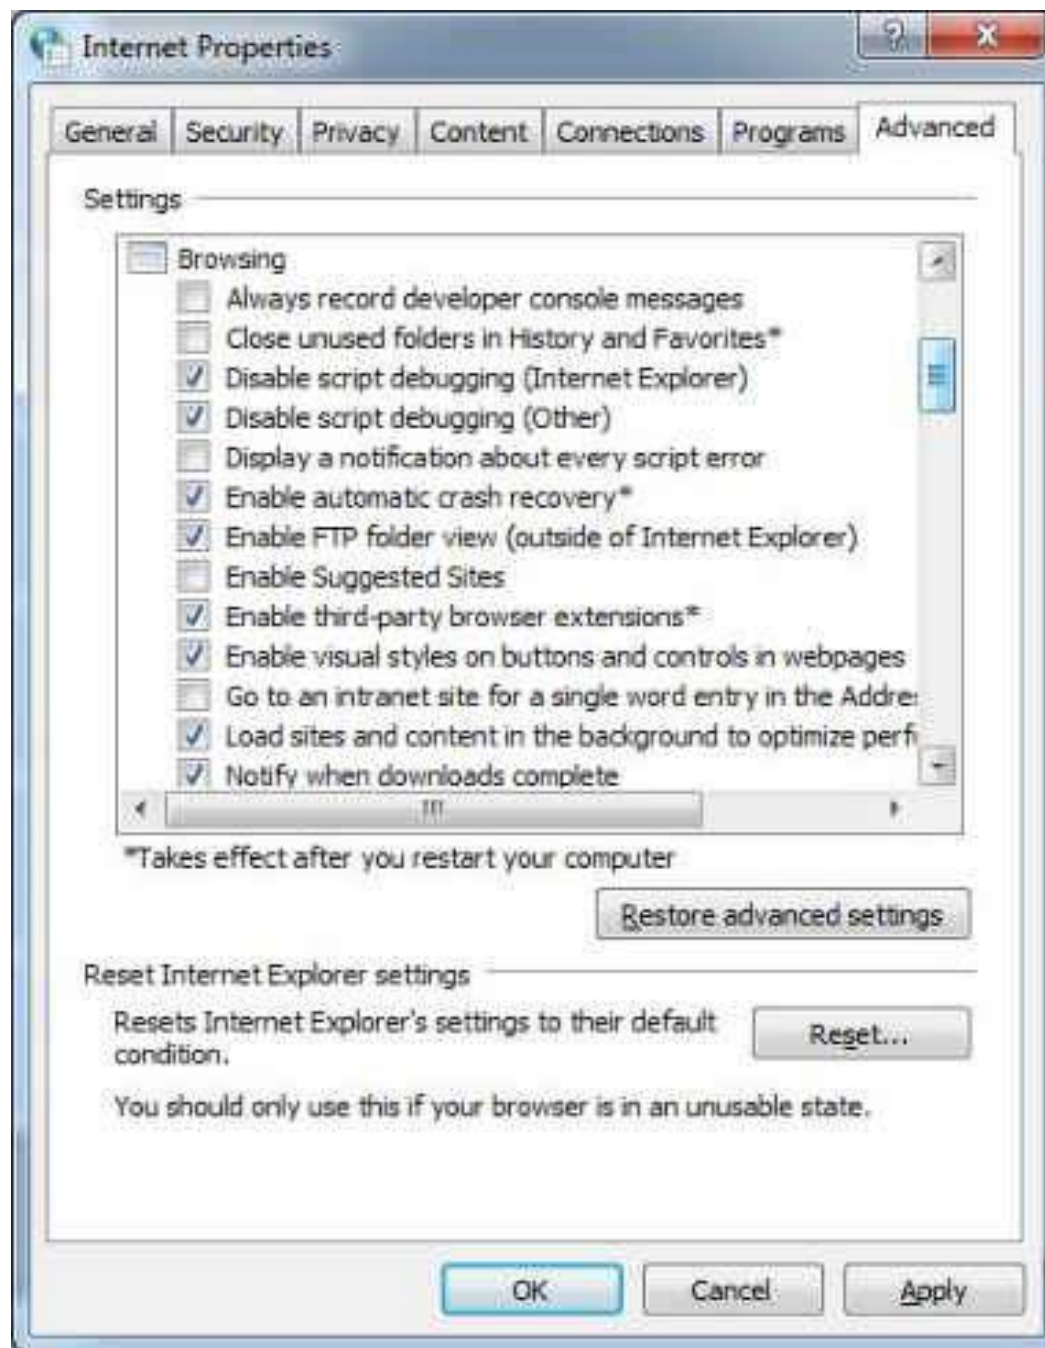 Internet Properties
General Security Privacy Content Connections Programs Advanced
Settings
Browsing
Always record developer console messages
Close unused folders in History and Favorites*
Disable script debugging (Internet Explorer)
Disable script debugging (Other)
Display a notification about every script error
Enable automatic crash recovery*
Enable FTP folder view (outside of Internet Explorer)
Enable Suggested Sites
Enable third-party browser extensions*
Enable visual styles on buttons and controls in webpages
Go to an intranet site for a single word entry in the Addres
Load sites and content in the background to optimize perfo
Notify when downloads complete
*Takes effect after you restart your computer
Restore advanced settings
Reset Internet Explorer settings
Resets Internet Explorer's settings to their default
condition.
Reset...
You should only use this if your browser is in an unusable state.
OK Cancel Apply